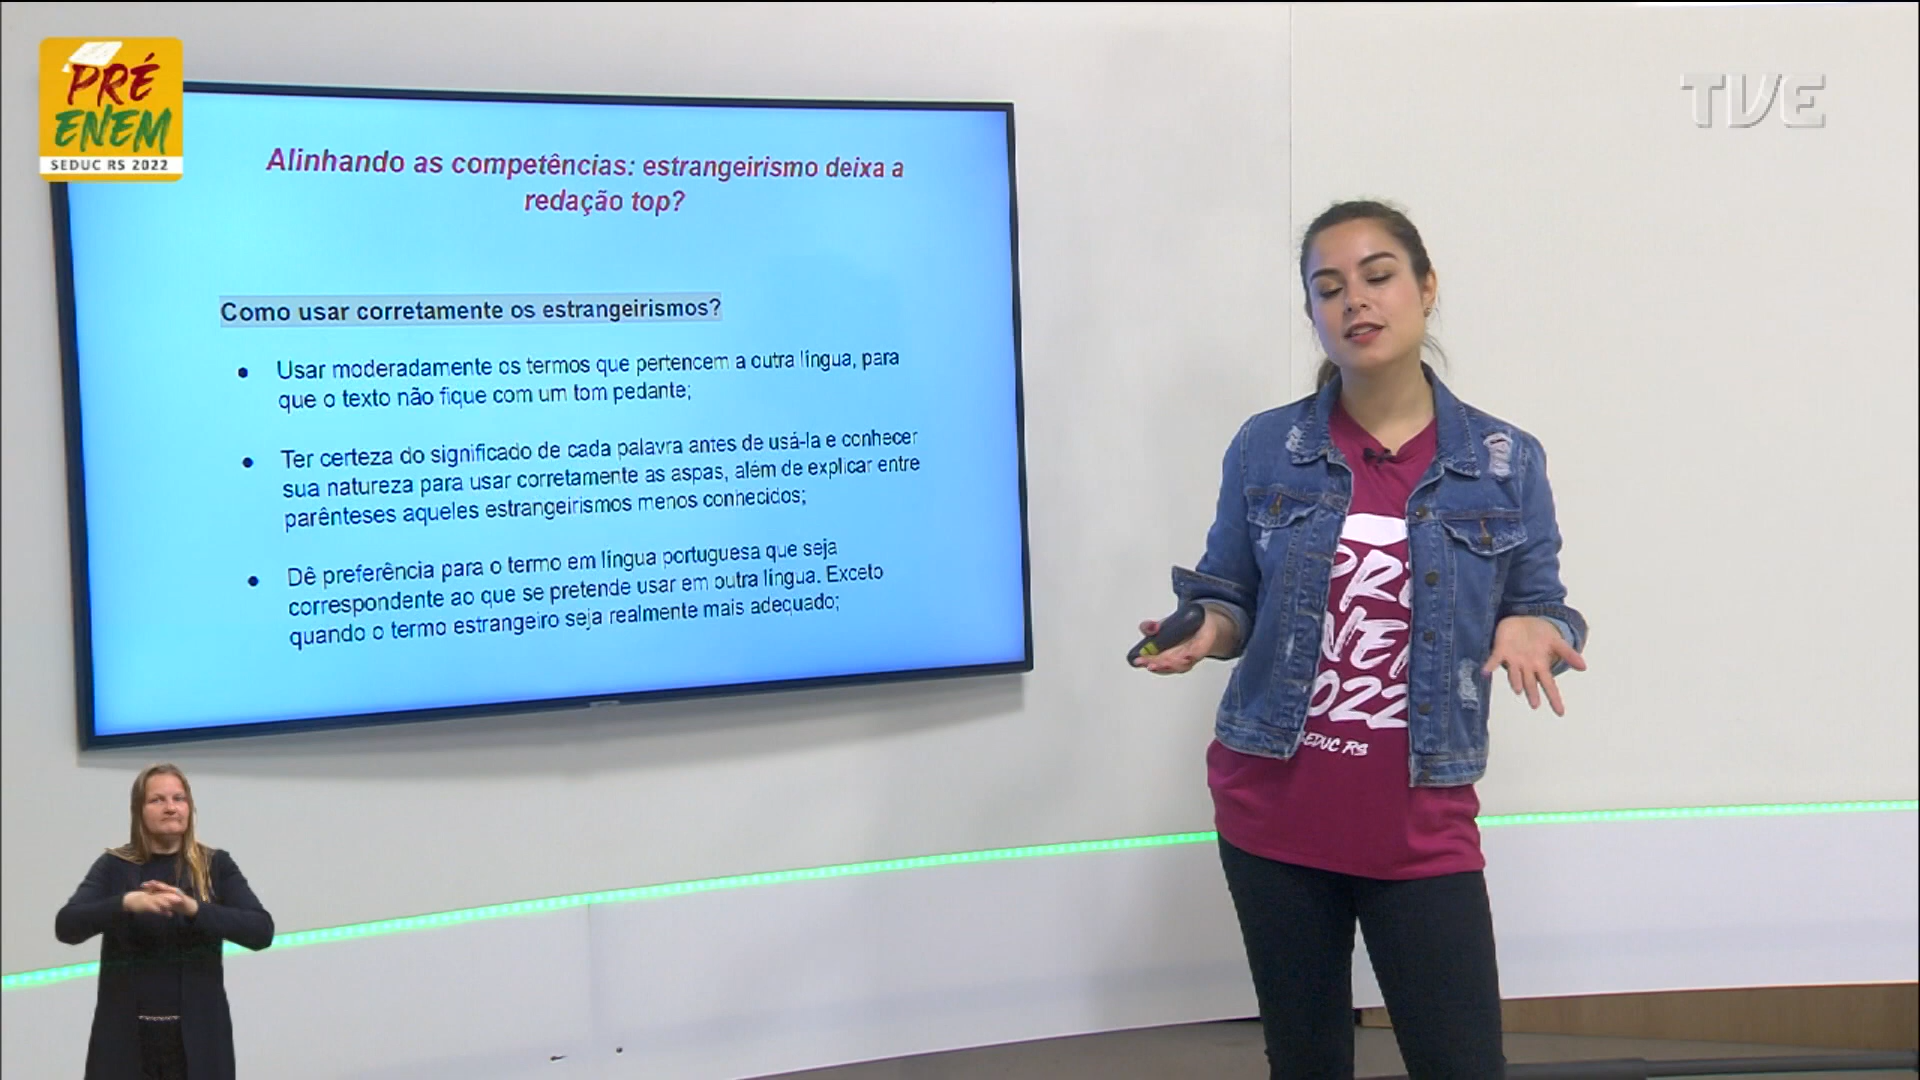 PRÉ
ENEM
SEDUC RS 2022
TVE
Alinhando as competências: estrangeirismo deixa a
redação top?
Como usar corretamente os estrangeirismos?
● Usar moderadamente os termos que pertencem a outra língua, para
que o texto não fique com um tom pedante;
● Ter certeza do significado de cada palavra antes de usá-la e conhecer
sua natureza para usar corretamente as aspas, além de explicar entre
parênteses aqueles estrangeirismos menos conhecidos;
● Dê preferência para o termo em língua portuguesa que seja
correspondente ao que se pretende usar em outra língua. Exceto
quando o termo estrangeiro seja realmente mais adequado;
PRÉ
ENEM
2022
SEDUC RS